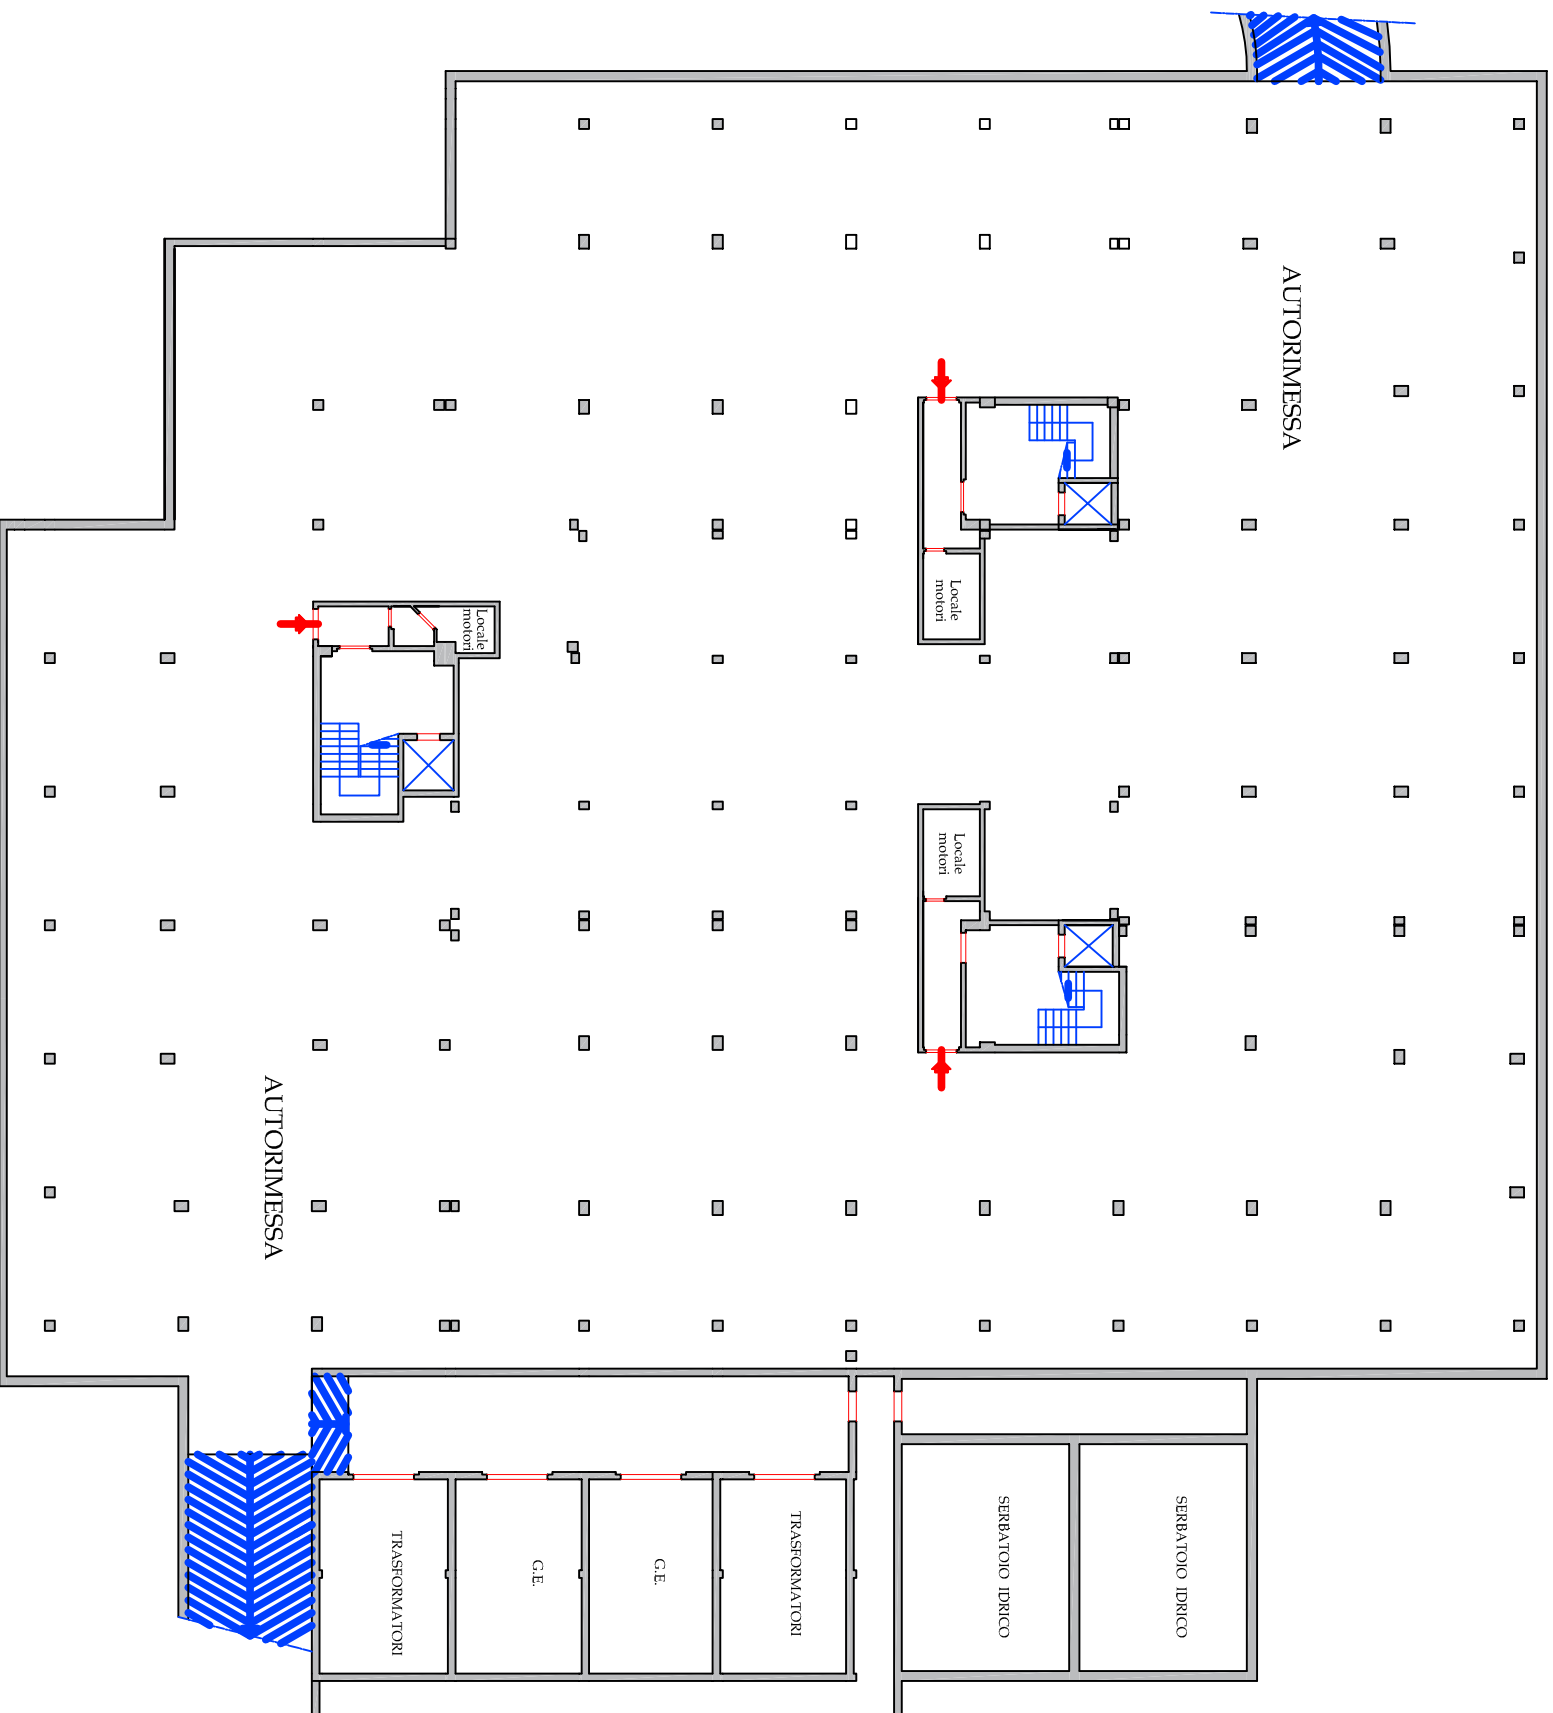 AUTORIMESSA
Locale
motori
Locale
motori
Locale
motori
AUTORIMESSA
TRASFORMATORI
G.E.
G.E.
TRASFORMATORI
SERBATOIO IDRICO
SERBATOIO IDRICO